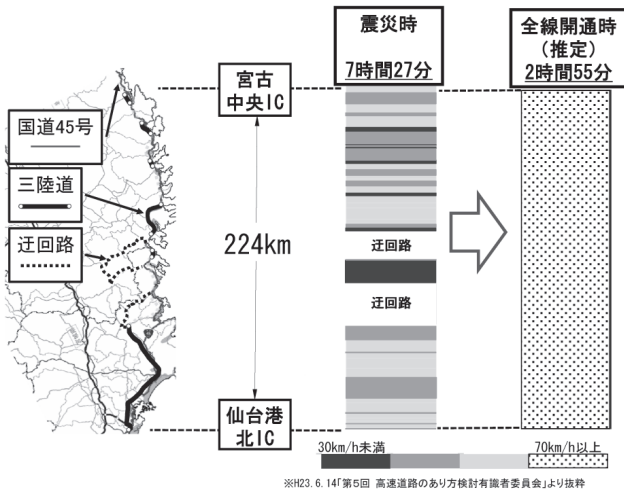 震災時
7時間27分
全線開通時
(推定)
2時間55分
宮古
中央IC
国道45号
三陸道
迂回路
224km
迂回路
迂回路
仙台港
北IC
30km/h未満
70km/h以上
※H23.6.14「第5回 高速道路のあり方検討有識者委員会」より抜粋